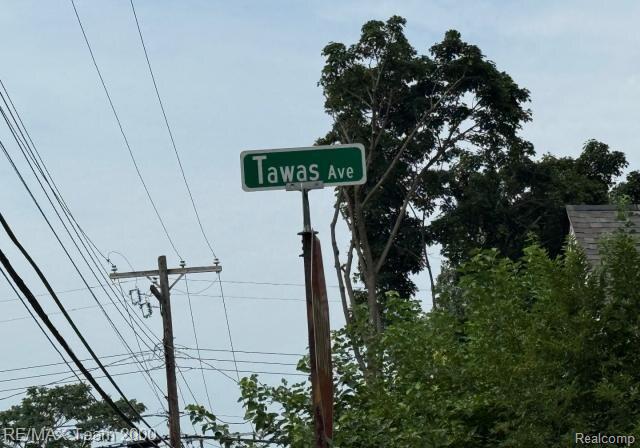 Tawas Ave
RE/MAX Team 2000
Realcomp